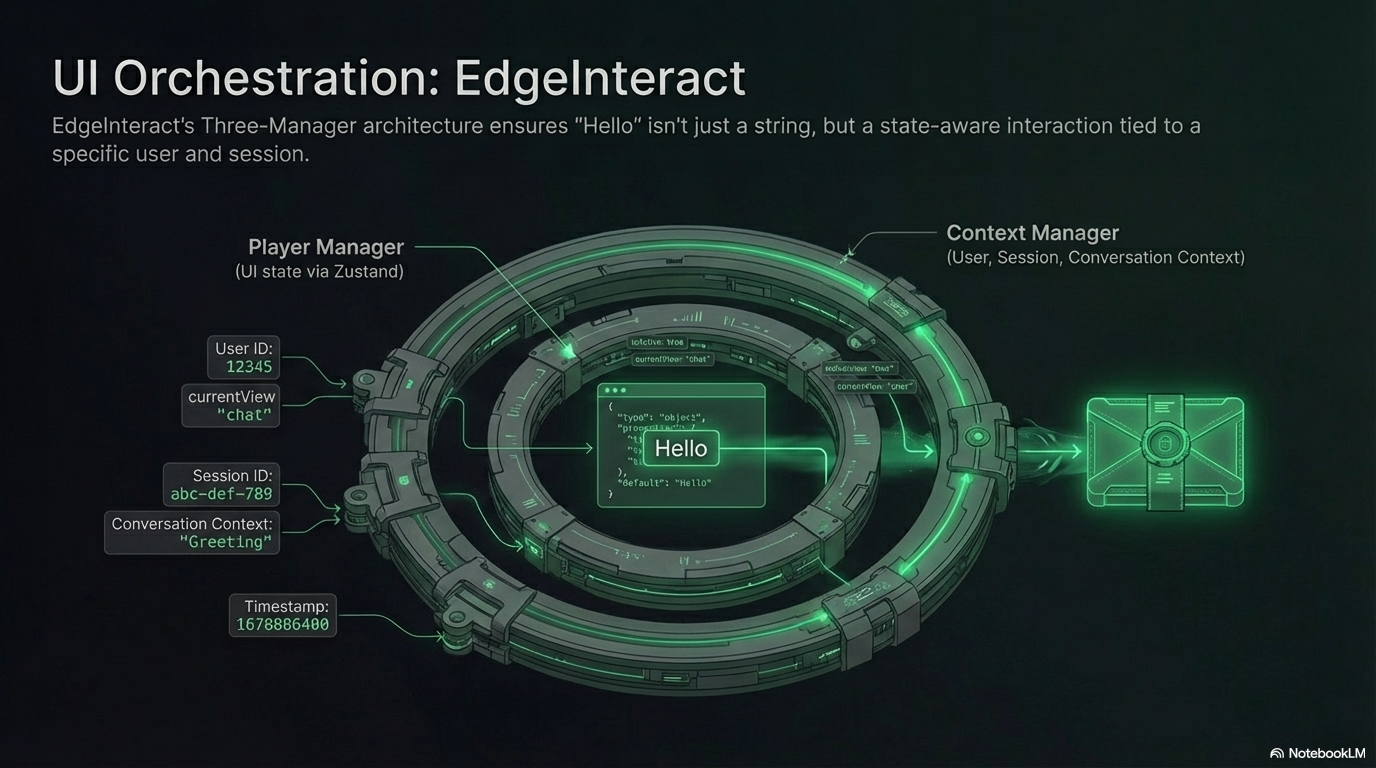 UI Orchestration: EdgeInteract
EdgeInteract's Three-Manager architecture ensures "Hello" isn't just a string, but a state-aware interaction tied to a
specific user and session.
Player Manager
(UI state via Zustand)
Context Manager
(User, Session, Conversation Context)
User ID:
12345
currentView
"chat"
Session ID:
abc-def-789
Conversation Context:
"Greeting"
Timestamp:
1678886400
currentView: "chat"
{
"type": "object",
Hello
},
"default": "Hello"
}
NotebookLM